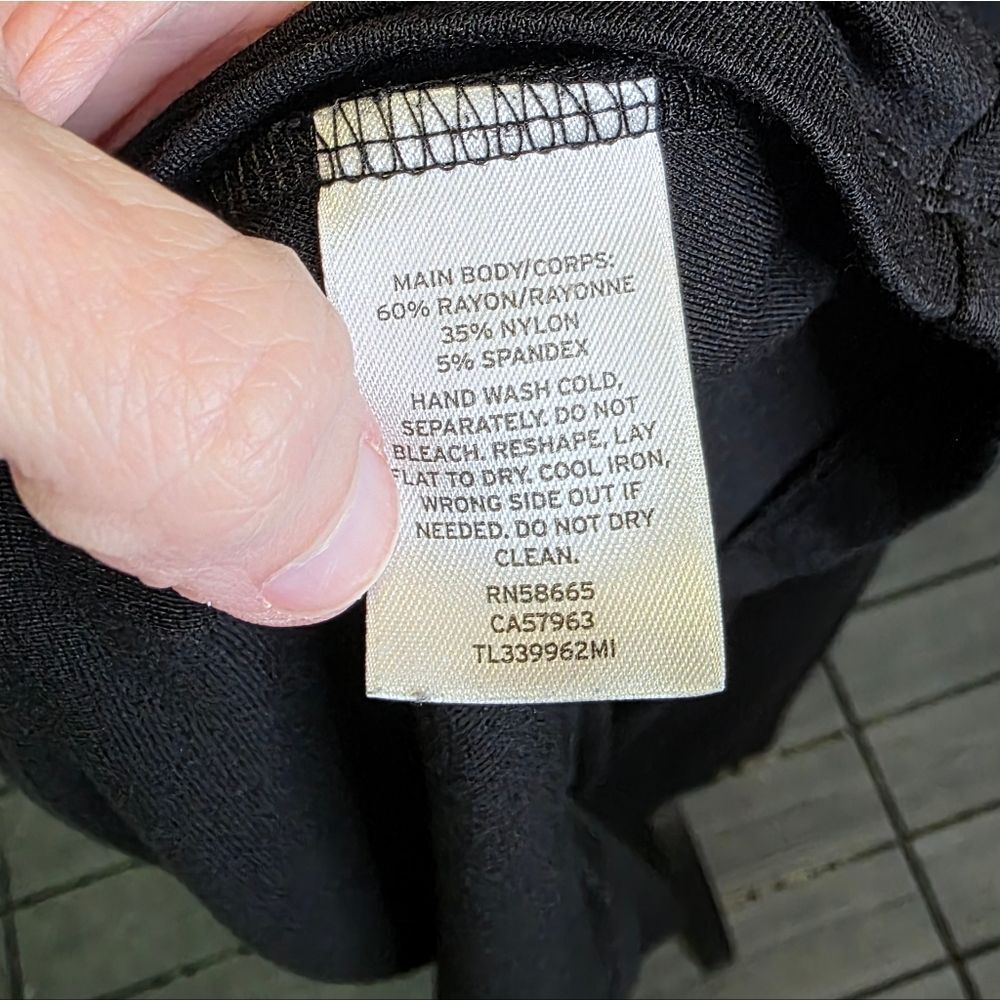 MAIN BODY/CORPS:
60% RAYON/RAYONNE
35% NYLON
5% SPANDEX
HAND WASH COLD,
SEPARATELY. DO NOT
BLEACH. RESHAPE, LAY
FLAT TO DRY. COOL IRON,
WRONG SIDE OUT IF
NEEDED. DO NOT DRY
CLEAN.
RN58665
CA57963
TL339962MI